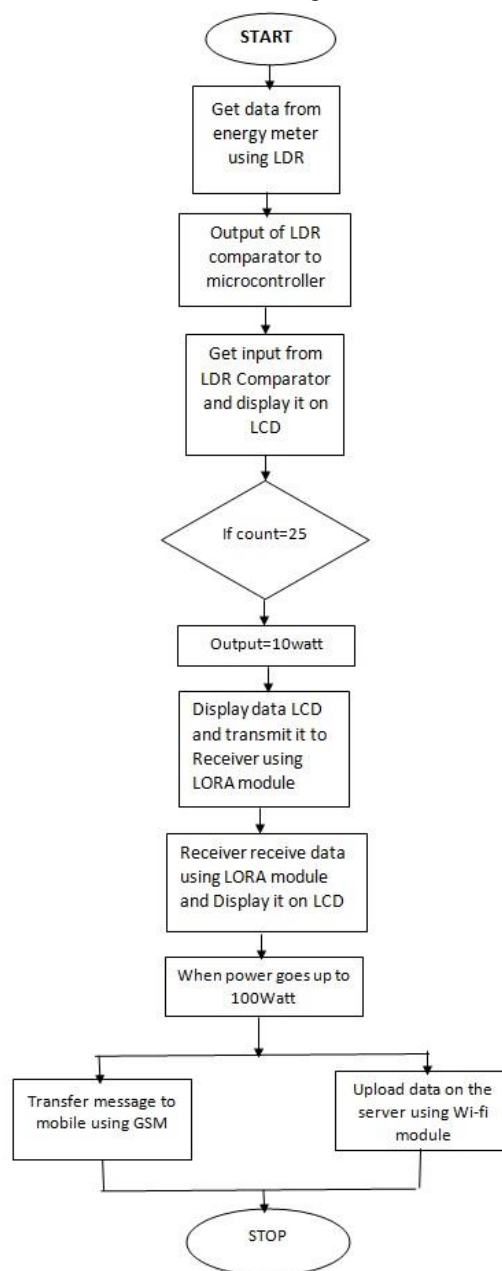 START
Get data from
energy meter
using LDR
Output of LDR
comparator to
microcontroller
Get input from
LDR Comparator
and display it on
LCD
If count=25
Output=10watt
Display data LCD
and transmit it to
Receiver using
LORA module
Receiver receive data
using LORA module
and Display it on LCD
When power goes up to
100Watt
Transfer message to
mobile using GSM
Upload data on the
server using Wi-fi
module
STOP